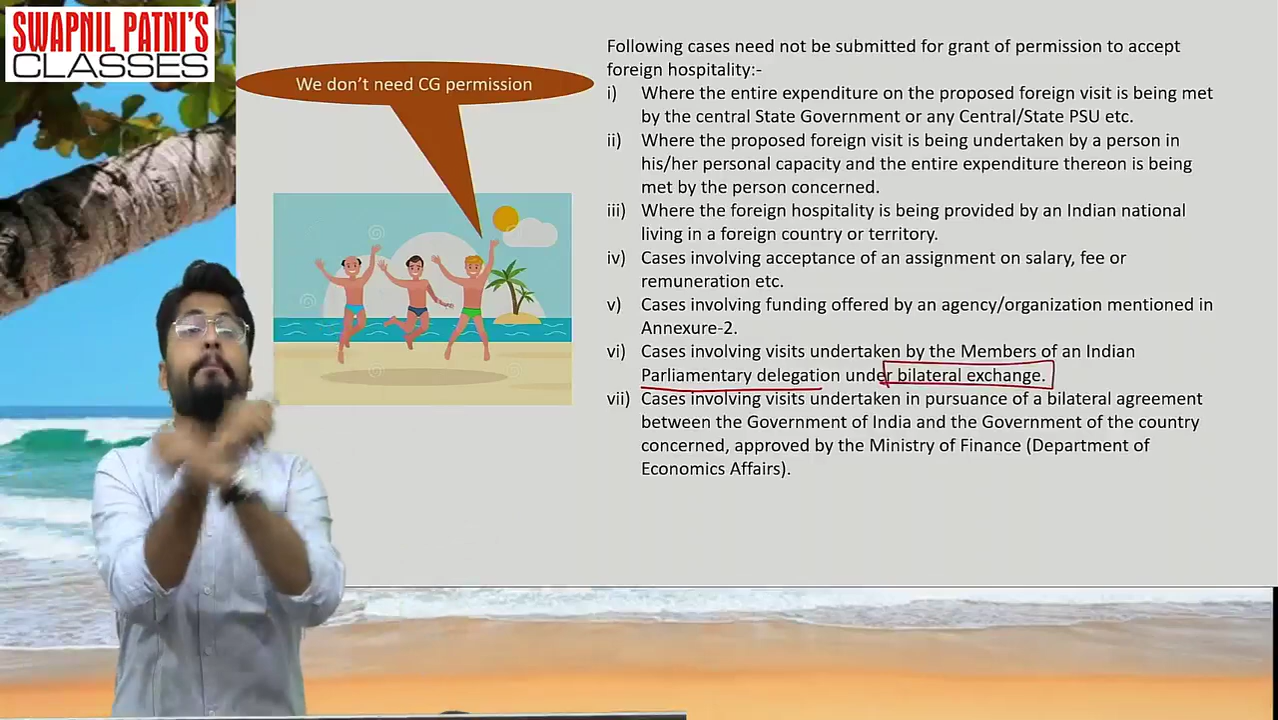 SWAPNIL PATNI'S
CLASSES
We don't need CG permission
Following cases need not be submitted for grant of permission to accept
foreign hospitality:-
i) Where the entire expenditure on the proposed foreign visit is being met
by the central State Government or any Central/State PSU etc.
ii) Where the proposed foreign visit is being undertaken by a person in
his/her personal capacity and the entire expenditure thereon is being
met by the person concerned.
iii) Where the foreign hospitality is being provided by an Indian national
living in a foreign country or territory.
iv) Cases involving acceptance of an assignment on salary, fee or
remuneration etc.
v) Cases involving funding offered by an agency/organization mentioned in
Annexure-2.
vi) Cases involving visits undertaken by the Members of an Indian
Parliamentary delegation under bilateral exchange.
vii) Cases involving visits undertaken in pursuance of a bilateral agreement
between the Government of India and the Government of the country
concerned, approved by the Ministry of Finance (Department of
Economics Affairs).